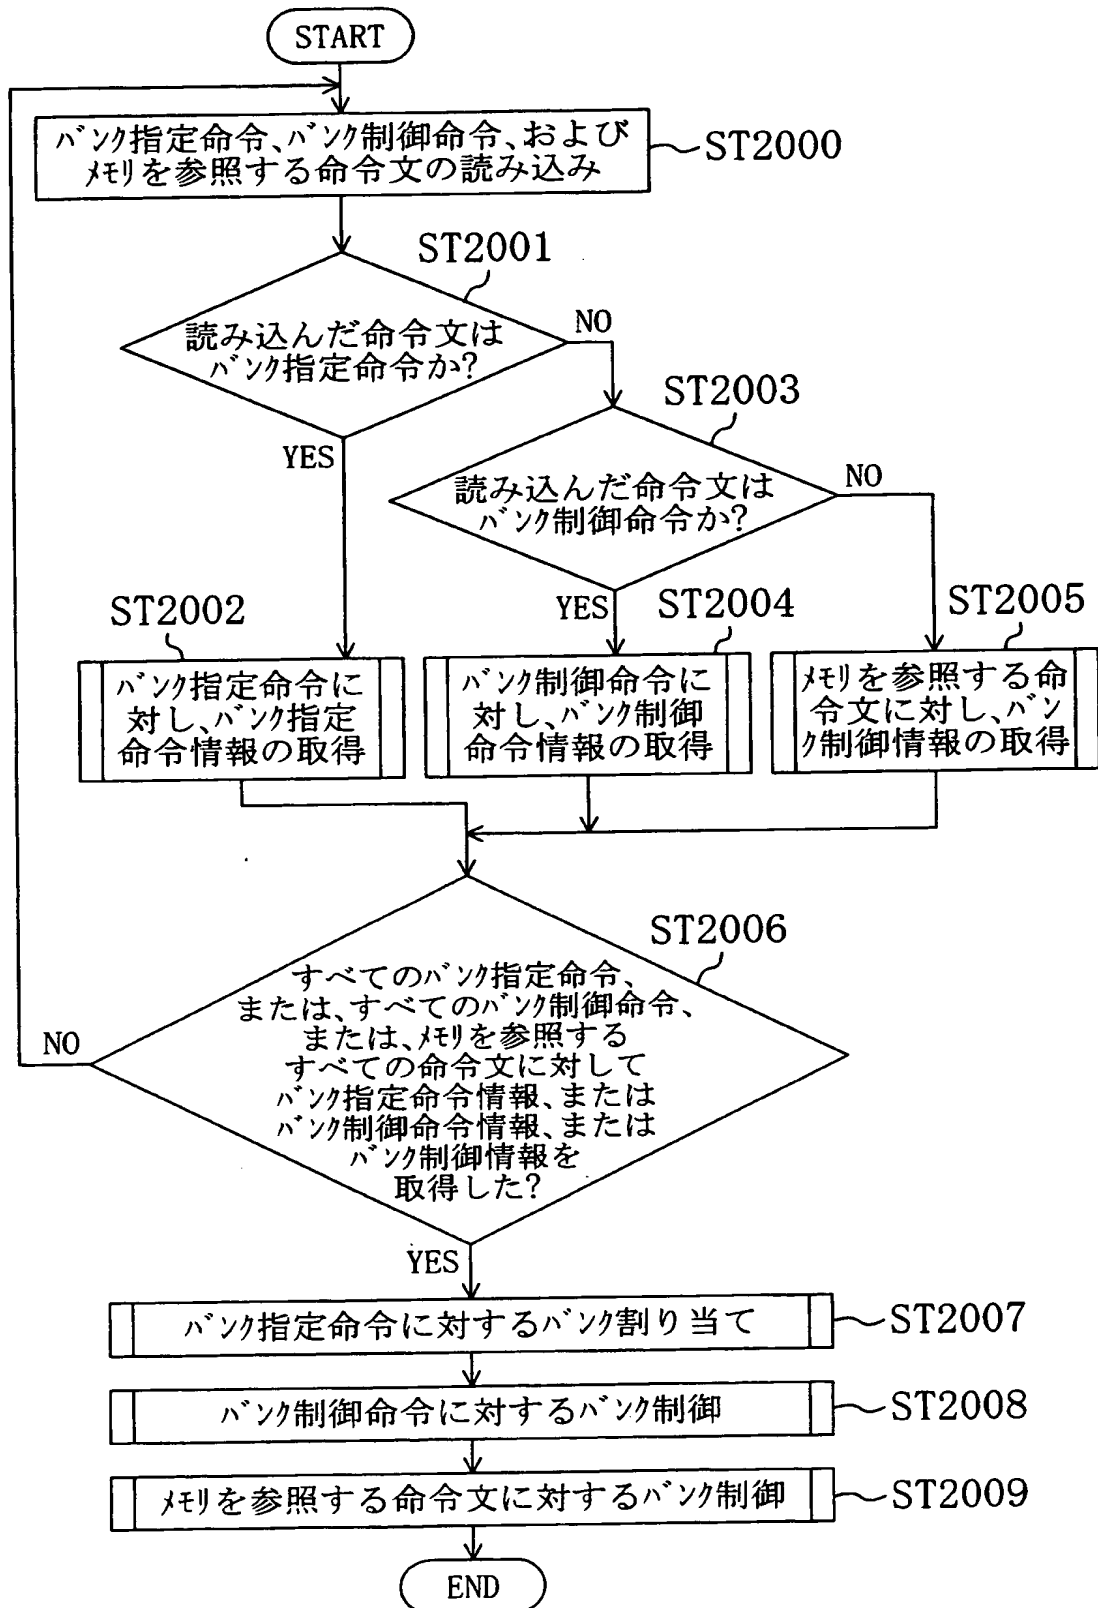 START
バンク指定命令、バンク制御命令、および
メモリを参照する命令文の読み込み
ST2000
ST2001
読み込んだ命令文は
バンク指定命令か?
NO
YES
ST2003
読み込んだ命令文は
バンク制御命令か?
NO
YES
ST2002
バンク指定命令に
対し、バンク指定
命令情報の取得
ST2004
バンク制御命令に
対し、バンク制御
命令情報の取得
ST2005
メモリを参照する命
令文に対し、バン
ク制御情報の取得
ST2006
すべてのバンク指定命令、
または、すべてのバンク制御命令、
または、メモリを参照する
すべての命令文に対して
バンク指定命令情報、または
バンク制御命令情報、または
バンク制御情報を
取得した?
NO
YES
バンク指定命令に対するバンク割り当て
ST2007
バンク制御命令に対するバンク制御
ST2008
メモリを参照する命令文に対するバンク制御
ST2009
END